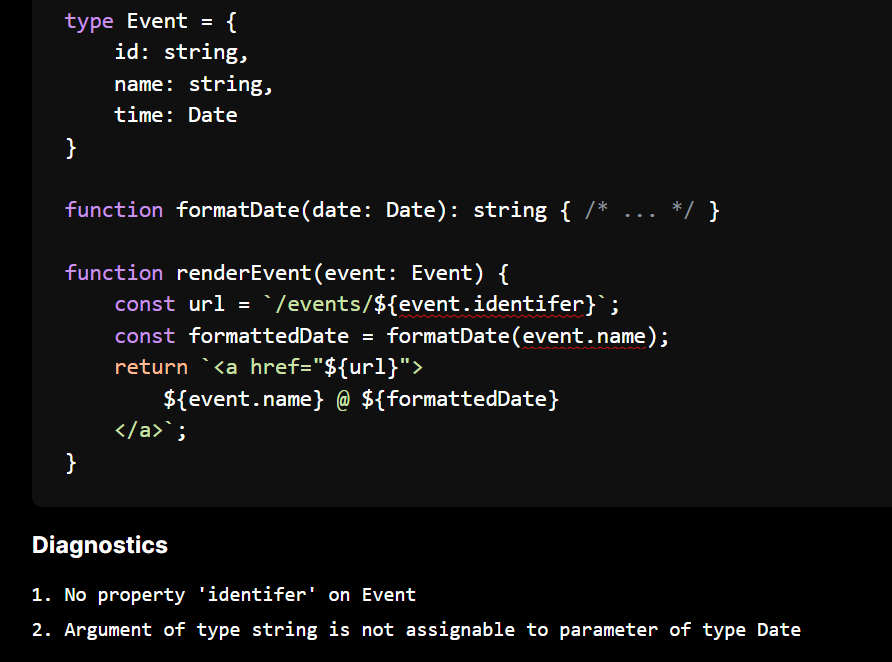 type Event = {
    id: string,
    name: string,
    time: Date
}

function formatDate(date: Date): string { /* ... */ }

function renderEvent(event: Event) {
    const url = `/events/${event.identifer}`;
    const formattedDate = formatDate(event.name);
    return `<a href="${url}">
        ${event.name} @ ${formattedDate}
    </a>`;
}

Diagnostics
1. No property 'identifer' on Event
2. Argument of type string is not assignable to parameter of type Date